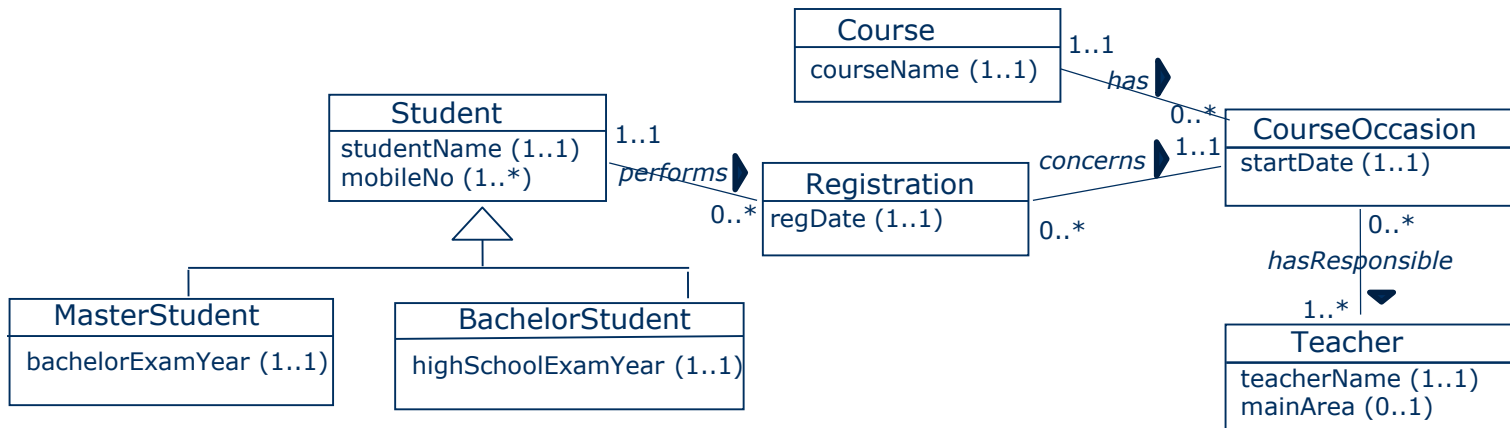 Course
courseName (1..1)
1..1
has
0..*
Student
studentName (1..1)
mobileNo (1..*)
1..1
performs
0..*
Registration
regDate (1..1)
concerns
1..1
0..*
CourseOccasion
startDate (1..1)
0..*
hasResponsible
1..*
MasterStudent
bachelorExamYear (1..1)
BachelorStudent
highSchoolExamYear (1..1)
Teacher
teacherName (1..1)
mainArea (0..1)